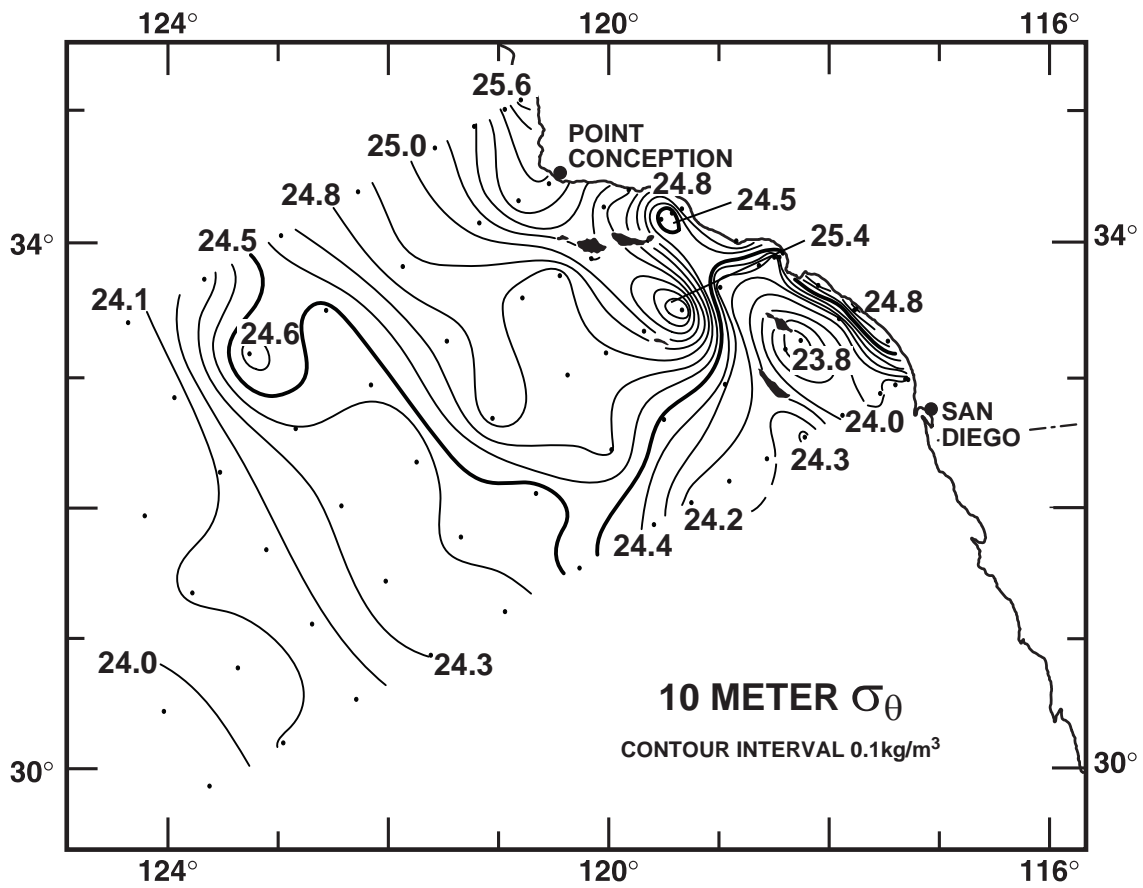 124° 120° 116°
25.6
POINT
CONCEPTION
25.0
24.8
24.8
24.5
34°
24.5
25.4
34°
24.1
24.8
24.6
23.8
24.0
SAN
DIEGO
24.3
24.2
24.4
24.0
24.3
10 METER σθ
CONTOUR INTERVAL 0.1kg/m³
30°
30°
124° 120° 116°